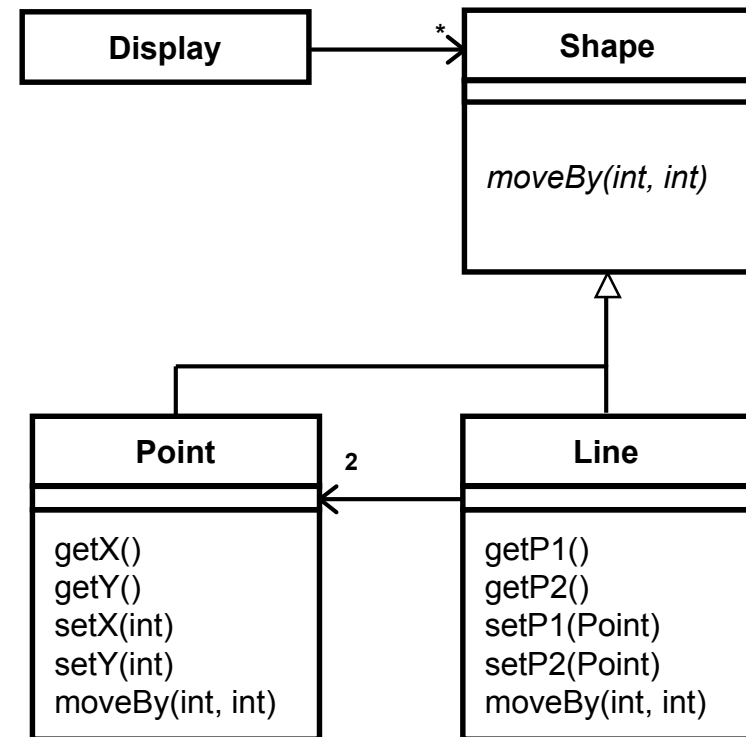 Display
*
Shape
moveBy(int, int)
Point
2
Line
getX()
getY()
setX(int)
setY(int)
moveBy(int, int)
getP1()
getP2()
setP1(Point)
setP2(Point)
moveBy(int, int)